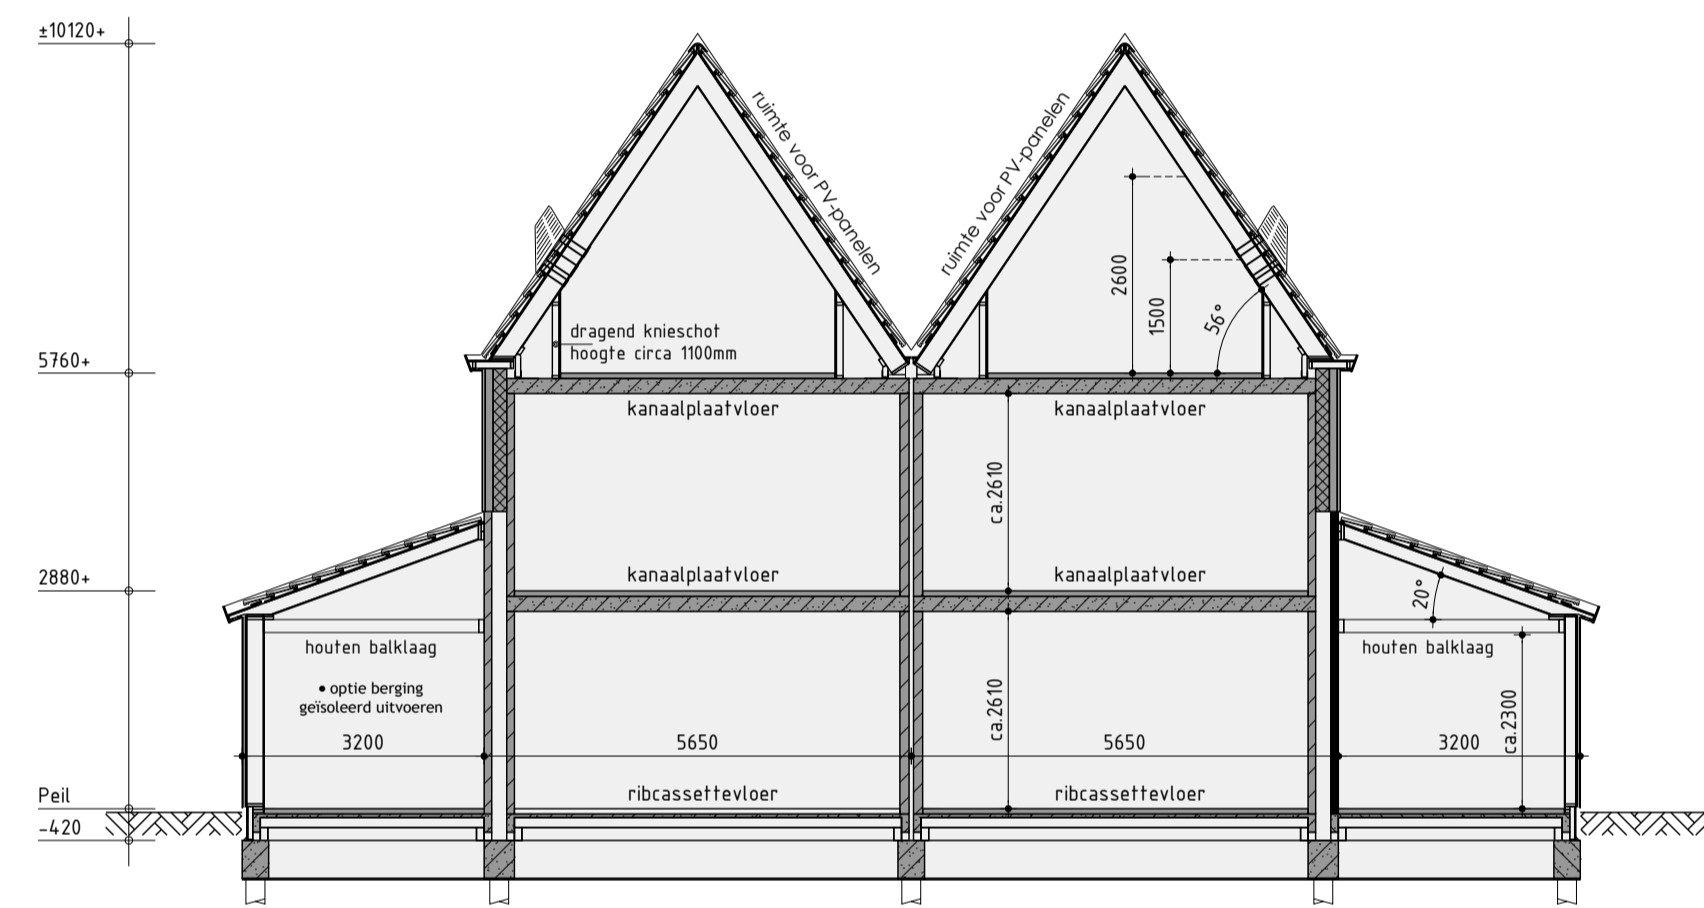 ±10120+
ruimte voor PV-panelen
ruimte voor PV-panelen
2600
1500
56°
dragend knieschot
hoogte circa 1100mm
5760+
kanaalplaatvloer
kanaalplaatvloer
ca.2610
2880+
kanaalplaatvloer
kanaalplaatvloer
20°
houten balklaag
houten balklaag
• optie berging
geïsoleerd uitvoeren
ca.2610
ca.2300
3200
5650
5650
3200
Peil
ribcassettevloer
ribcassettevloer
-420